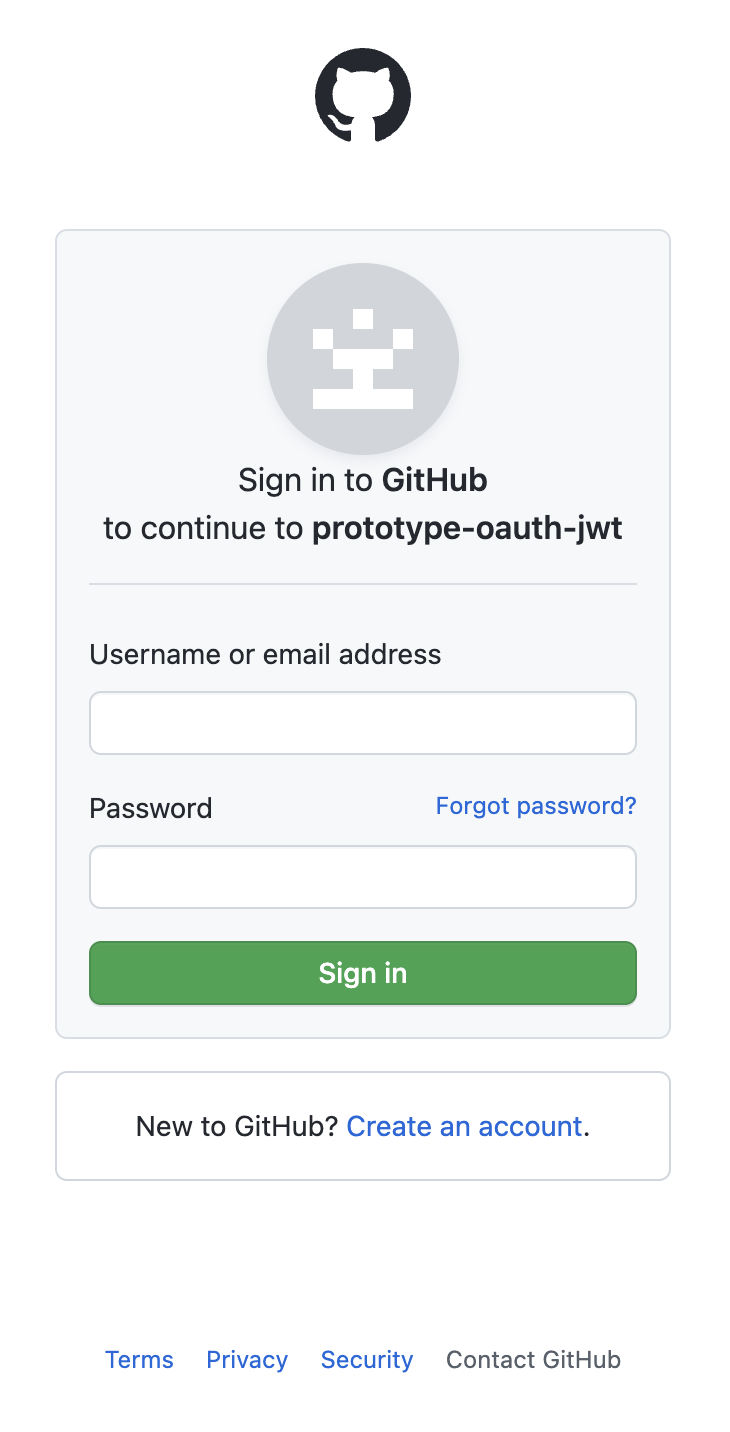 Sign in to GitHub
to continue to prototype-oauth-jwt
Username or email address
Password Forgot password?
Sign in
New to GitHub? Create an account.
Terms Privacy Security Contact GitHub